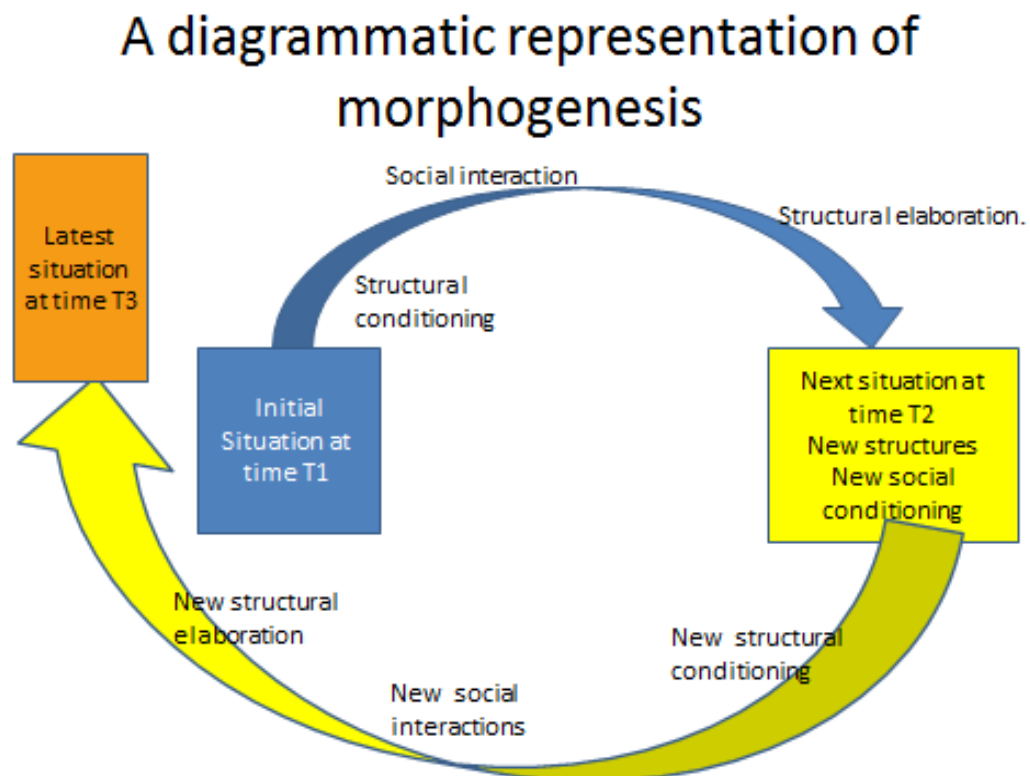 A diagrammatic representation of
morphogenesis
Social interaction
Structural elaboration.
Latest
situation
at time T3
Structural
conditioning
Initial
Situation at
time T1
Next situation at
time T2
New structures
New social
conditioning
New structural
elaboration
New structural
conditioning
New social
interactions